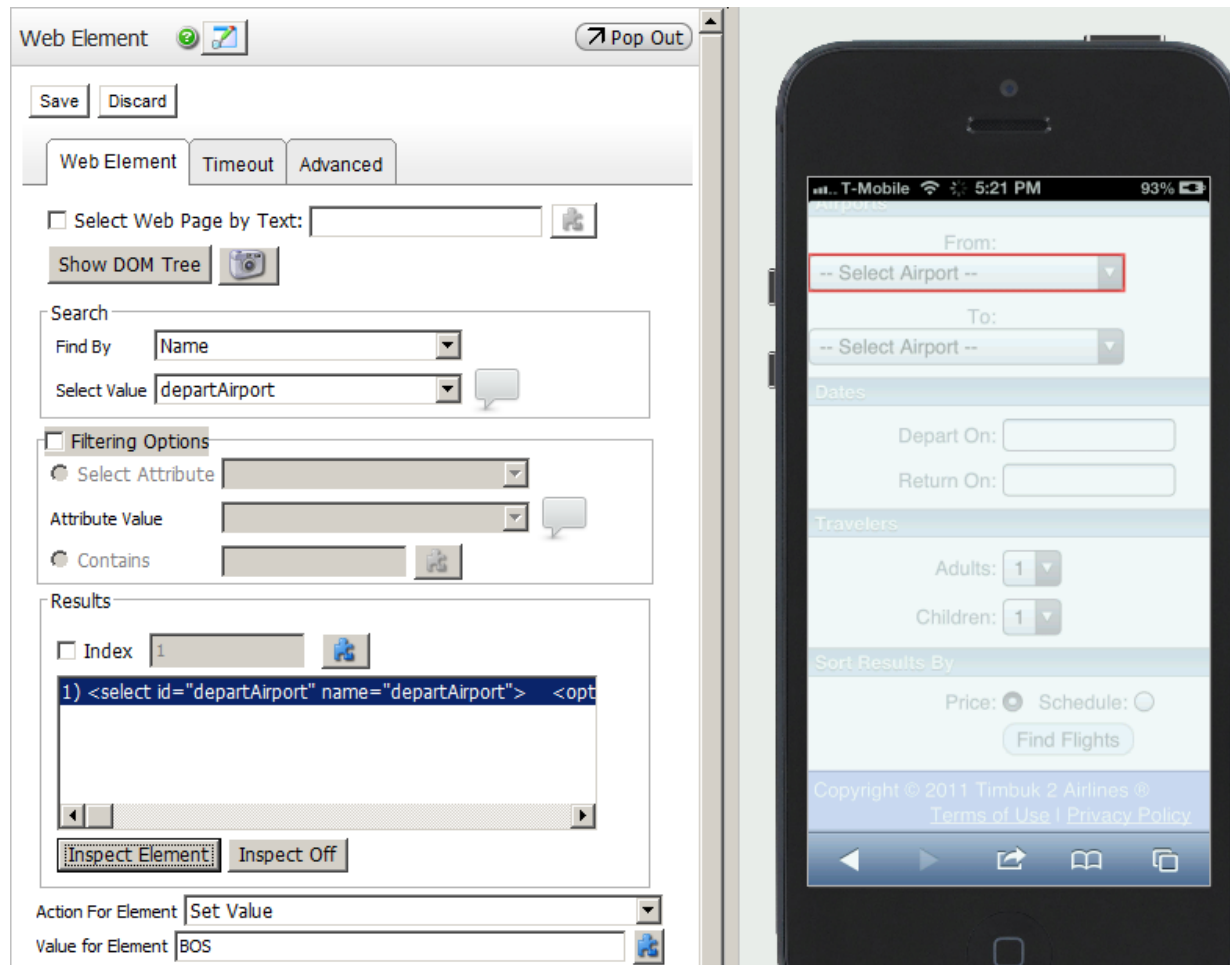 Web Element
Pop Out
Save Discard
Web Element Timeout Advanced
Select Web Page by Text:
Show DOM Tree
Search
Find By Name
Select Value departAirport
Filtering Options
Select Attribute
Attribute Value
Contains
Results
Index 1
1) <select id="departAirport" name="departAirport"> <opt
Inspect Element Inspect Off
Action For Element Set Value
Value for Element BOS
T-Mobile 5:21 PM 93%
Airports
From:
-- Select Airport --
To:
-- Select Airport --
Dates
Depart On:
Return On:
Travelers
Adults: 1
Children: 1
Sort Results By
Price: Schedule:
Find Flights
Copyright © 2011 Timbuk 2 Airlines ®
Terms of Use | Privacy Policy